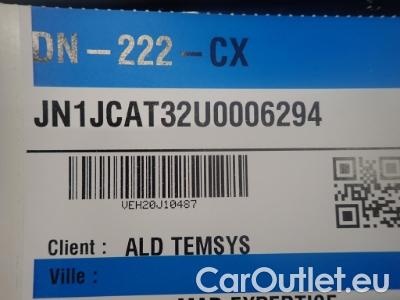 DN-222-CX
JN1JCAT32U0006294
VEH20J10487
Client : ALD TEMSYS
Ville :
CarOutlet.eu